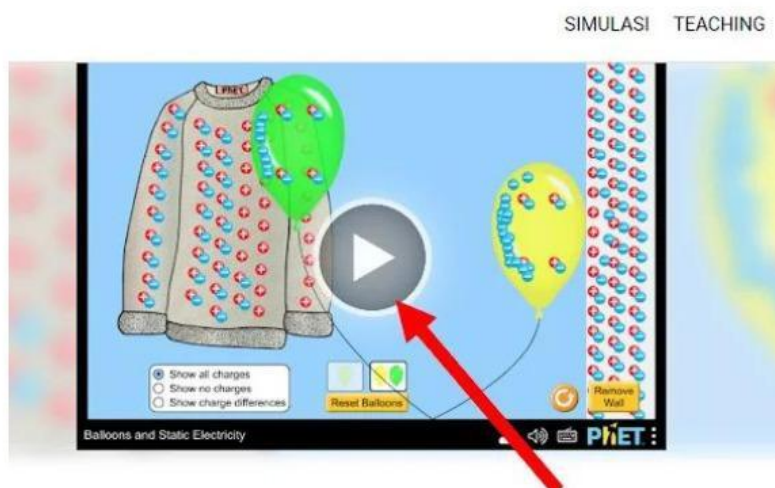 SIMULASI TEACHING
PhET
Show all charges
Show no charges
Show charge differences
Reset Balloons
Remove
Wall
Balloons and Static Electricity
PhET